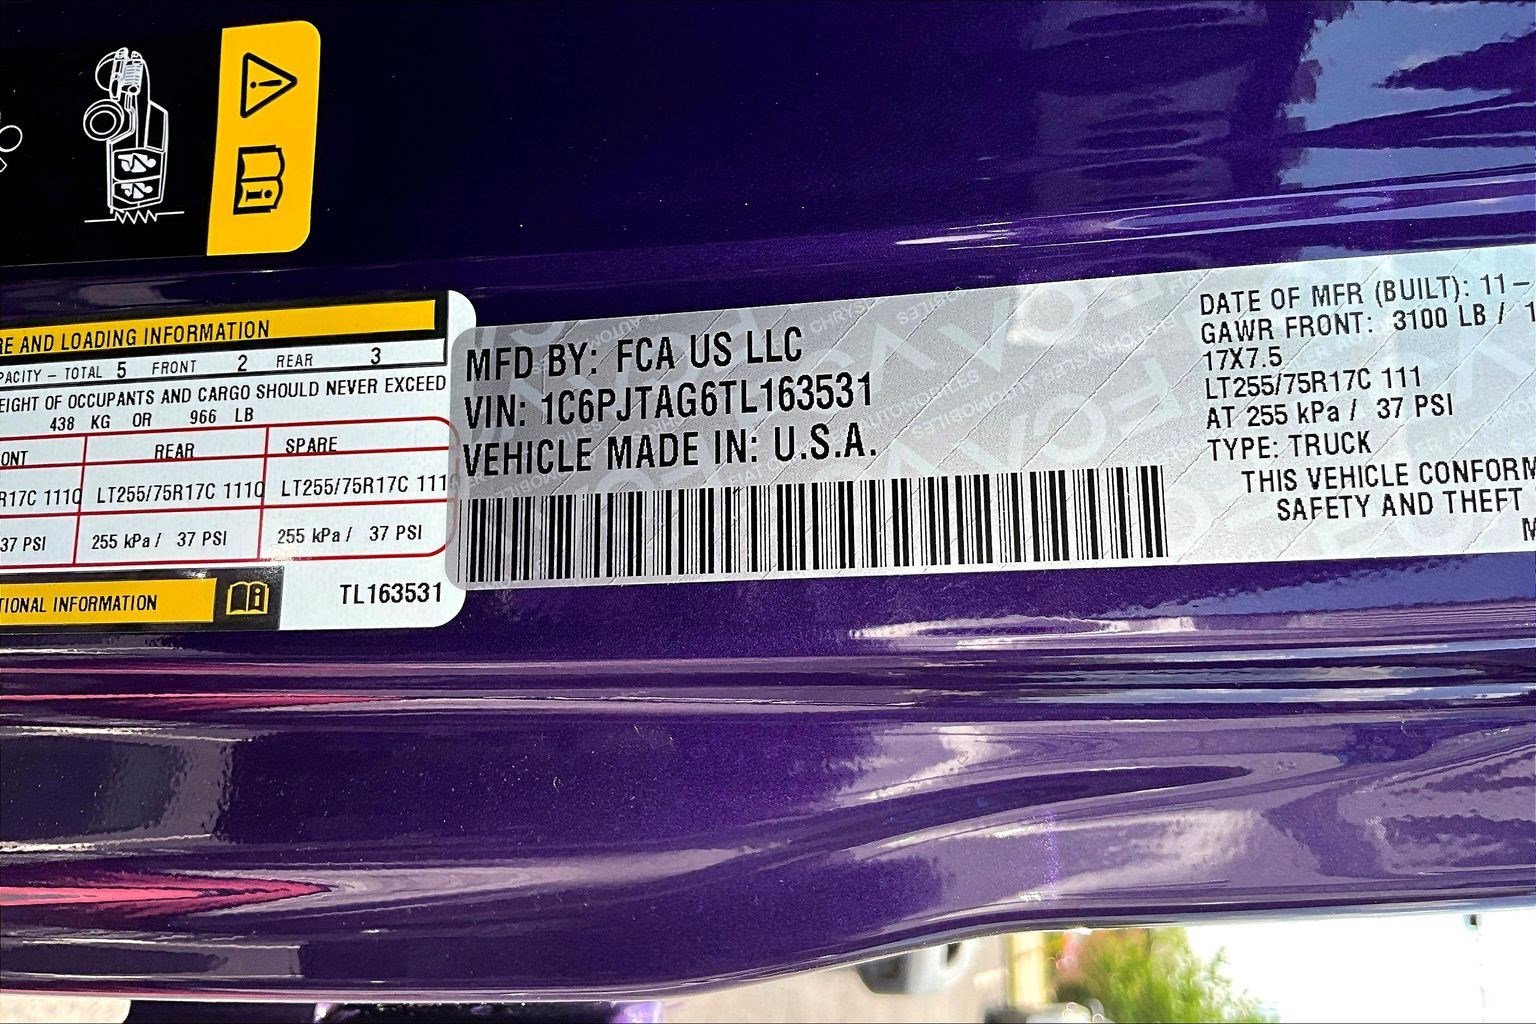 RE AND LOADING INFORMATION
PACITY – TOTAL 5 FRONT 2 REAR 3
EIGHT OF OCCUPANTS AND CARGO SHOULD NEVER EXCEED
438 KG OR 966 LB
ONT REAR SPARE
R17C 111Q LT255/75R17C 111Q LT255/75R17C 111
37 PSI 255 kPa / 37 PSI 255 kPa / 37 PSI
TIONAL INFORMATION
TL163531
MFD BY: FCA US LLC
VIN: 1C6PJTAG6TL163531
VEHICLE MADE IN: U.S.A.
DATE OF MFR (BUILT): 11-
GAWR FRONT: 3100 LB / 1
17X7.5
LT255/75R17C 111
AT 255 kPa / 37 PSI
TYPE: TRUCK
THIS VEHICLE CONFORM
SAFETY AND THEFT
M